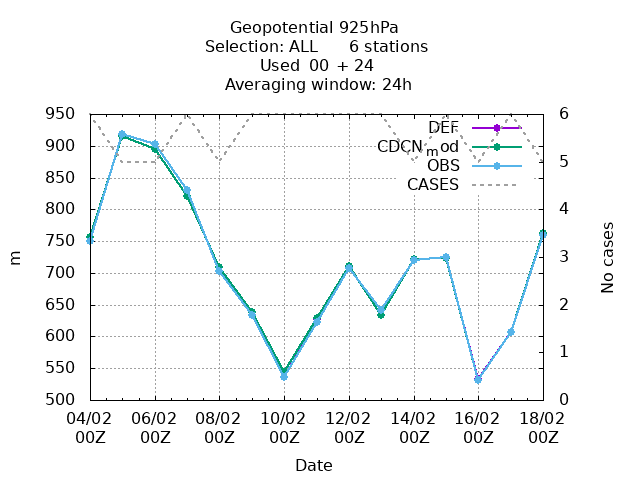 Geopotential 925hPa
Selection: ALL 6 stations
Used 00 + 24
Averaging window: 24h
950
900
850
800
750
700
650
600
550
500
6
5
4
3
2
1
0
DEF
CDCN_mod
OBS
CASES
m
No cases
04/02 06/02 08/02 10/02 12/02 14/02 16/02 18/02
00Z 00Z 00Z 00Z 00Z 00Z 00Z 00Z
Date